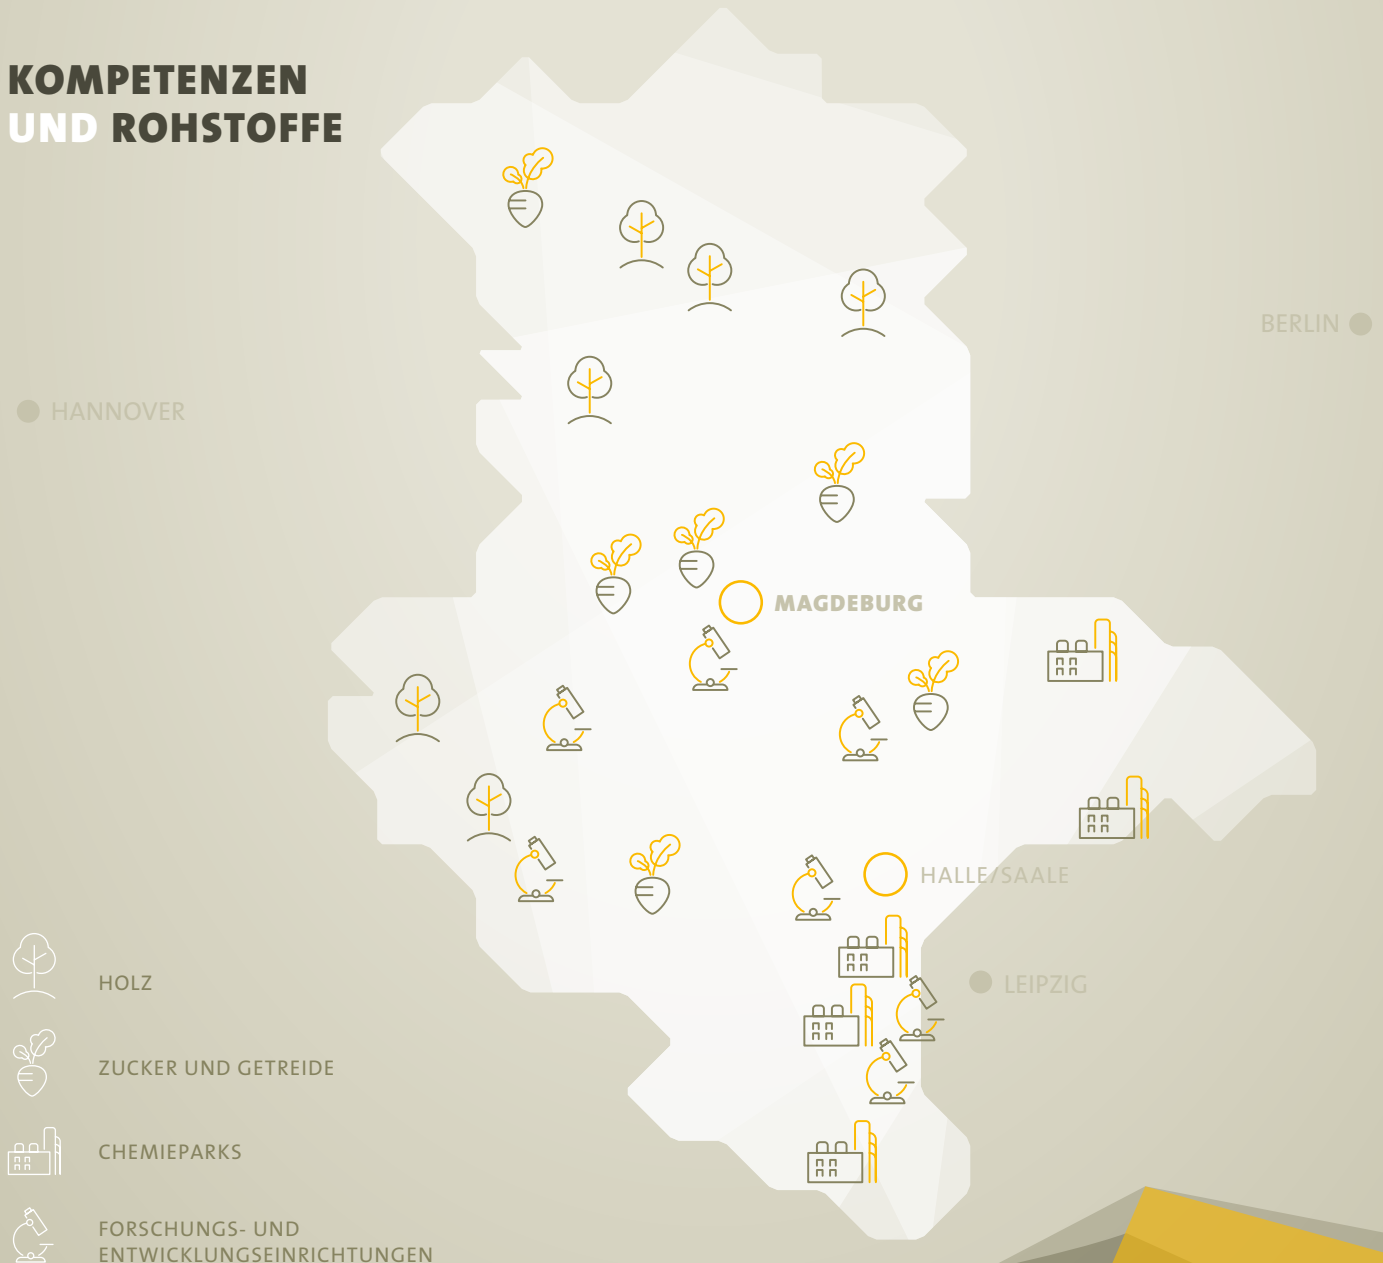 KOMPETENZEN
UND ROHSTOFFE
BERLIN
HANNOVER
MAGDEBURG
HALLE/SAALE
LEIPZIG
HOLZ
ZUCKER UND GETREIDE
CHEMIEPARKS
FORSCHUNGS- UND
ENTWICKLUNGSEINRICHTUNGEN